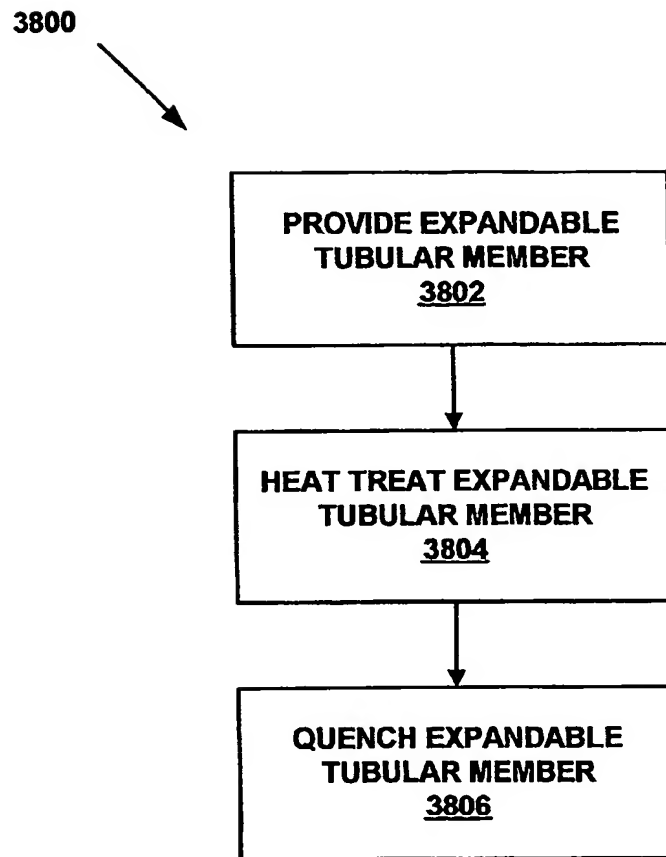 3800
PROVIDE EXPANDABLE
TUBULAR MEMBER
3802
HEAT TREAT EXPANDABLE
TUBULAR MEMBER
3804
QUENCH EXPANDABLE
TUBULAR MEMBER
3806